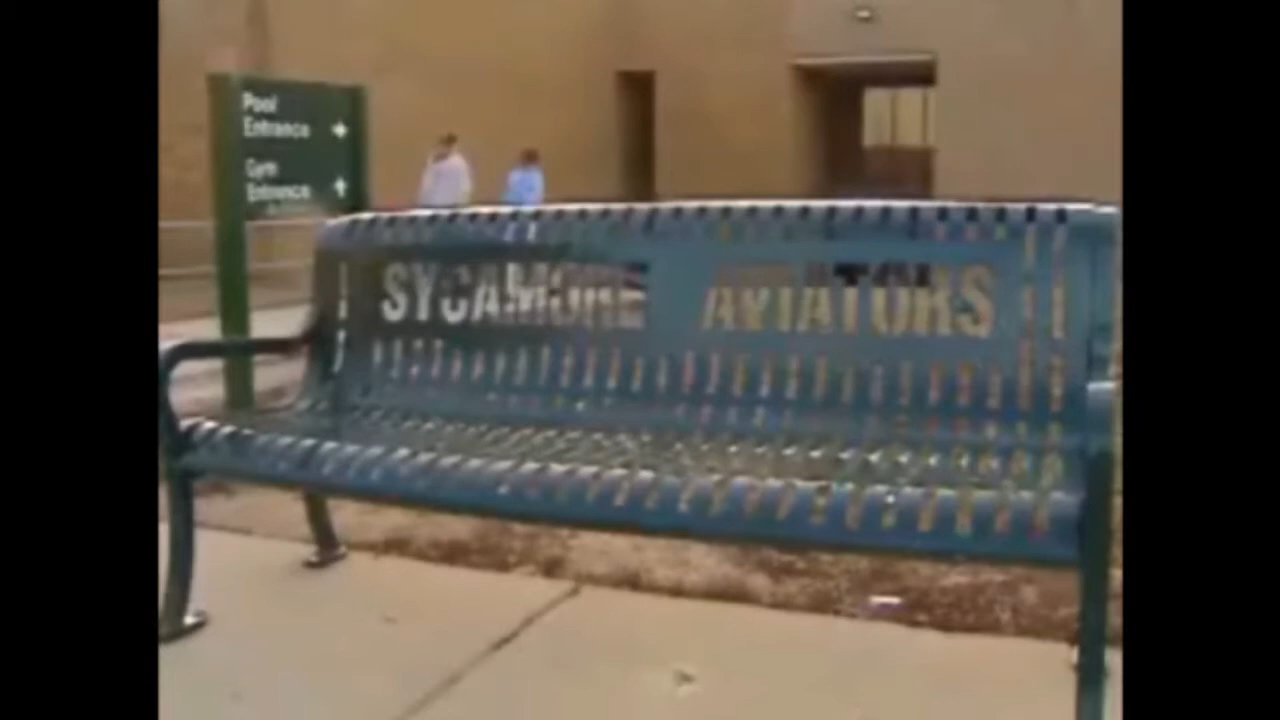 Pool
Entrance →
Gym
Entrance ↑
SYCAMORE AVIATORS